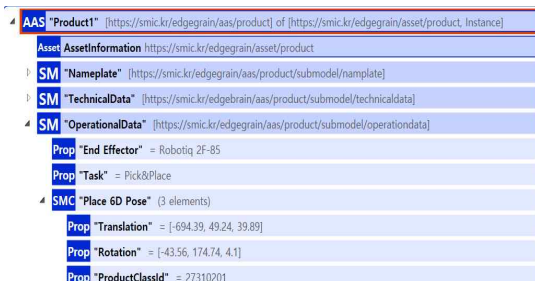 AAS "Product1" [https://smic.kr/edgegrain/aas/product] of [https://smic.kr/edgegrain/asset/product, Instance]
Asset AssetInformation https://smic.kr/edgegrain/asset/product
SM "Nameplate" [https://smic.kr/edgegrain/aas/product/submodel/namplate]
SM "TechnicalData" [https://smic.kr/edgebrain/aas/product/submodel/technicaldata]
SM "OperationalData" [https://smic.kr/edgegrain/aas/product/submodel/operationdata]
Prop "End Effector" = Robotiq 2F-85
Prop "Task" = Pick&Place
SMC "Place 6D Pose" (3 elements)
Prop "Translation" = [-694.39, 49.24, 39.89]
Prop "Rotation" = [-43.56, 174.74, 4.1]
Prop "ProductClassId" = 27310201